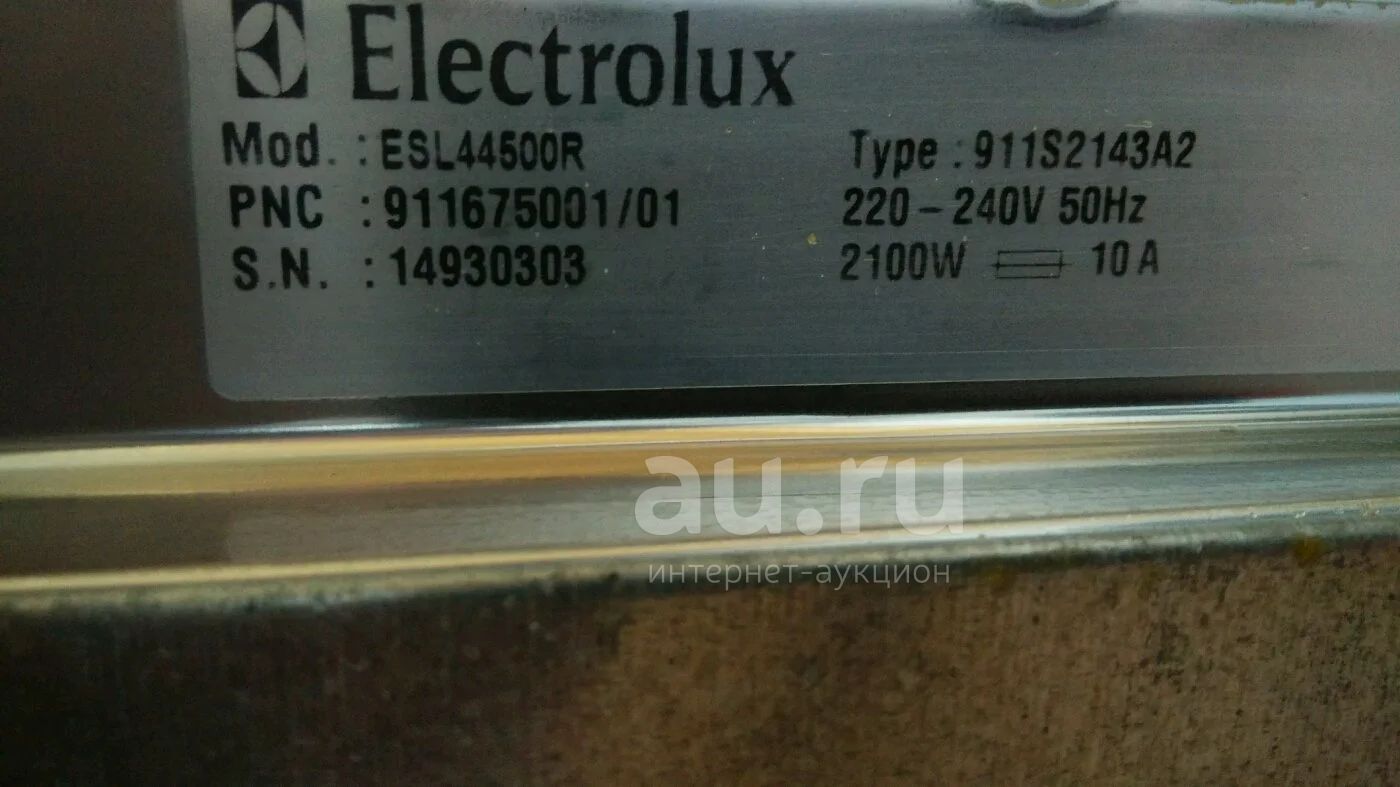 Electrolux
Mod. : ESL44500R
PNC : 911675001/01
S.N. : 14930303
Type : 911S2143A2
220 - 240V 50Hz
2100W 10 A
au.ru
интернет-аукцион